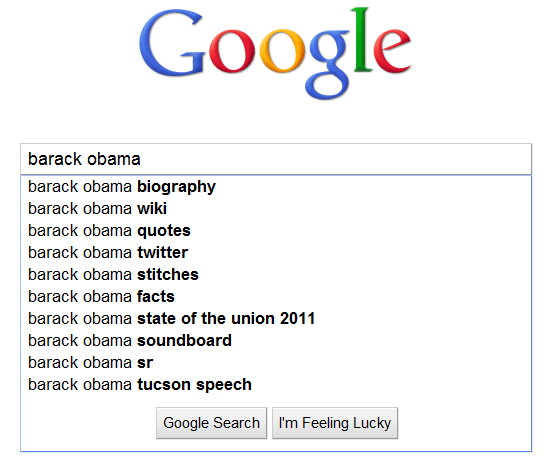 Google
barack obama
barack obama biography
barack obama wiki
barack obama quotes
barack obama twitter
barack obama stitches
barack obama facts
barack obama state of the union 2011
barack obama soundboard
barack obama sr
barack obama tucson speech
Google Search I'm Feeling Lucky